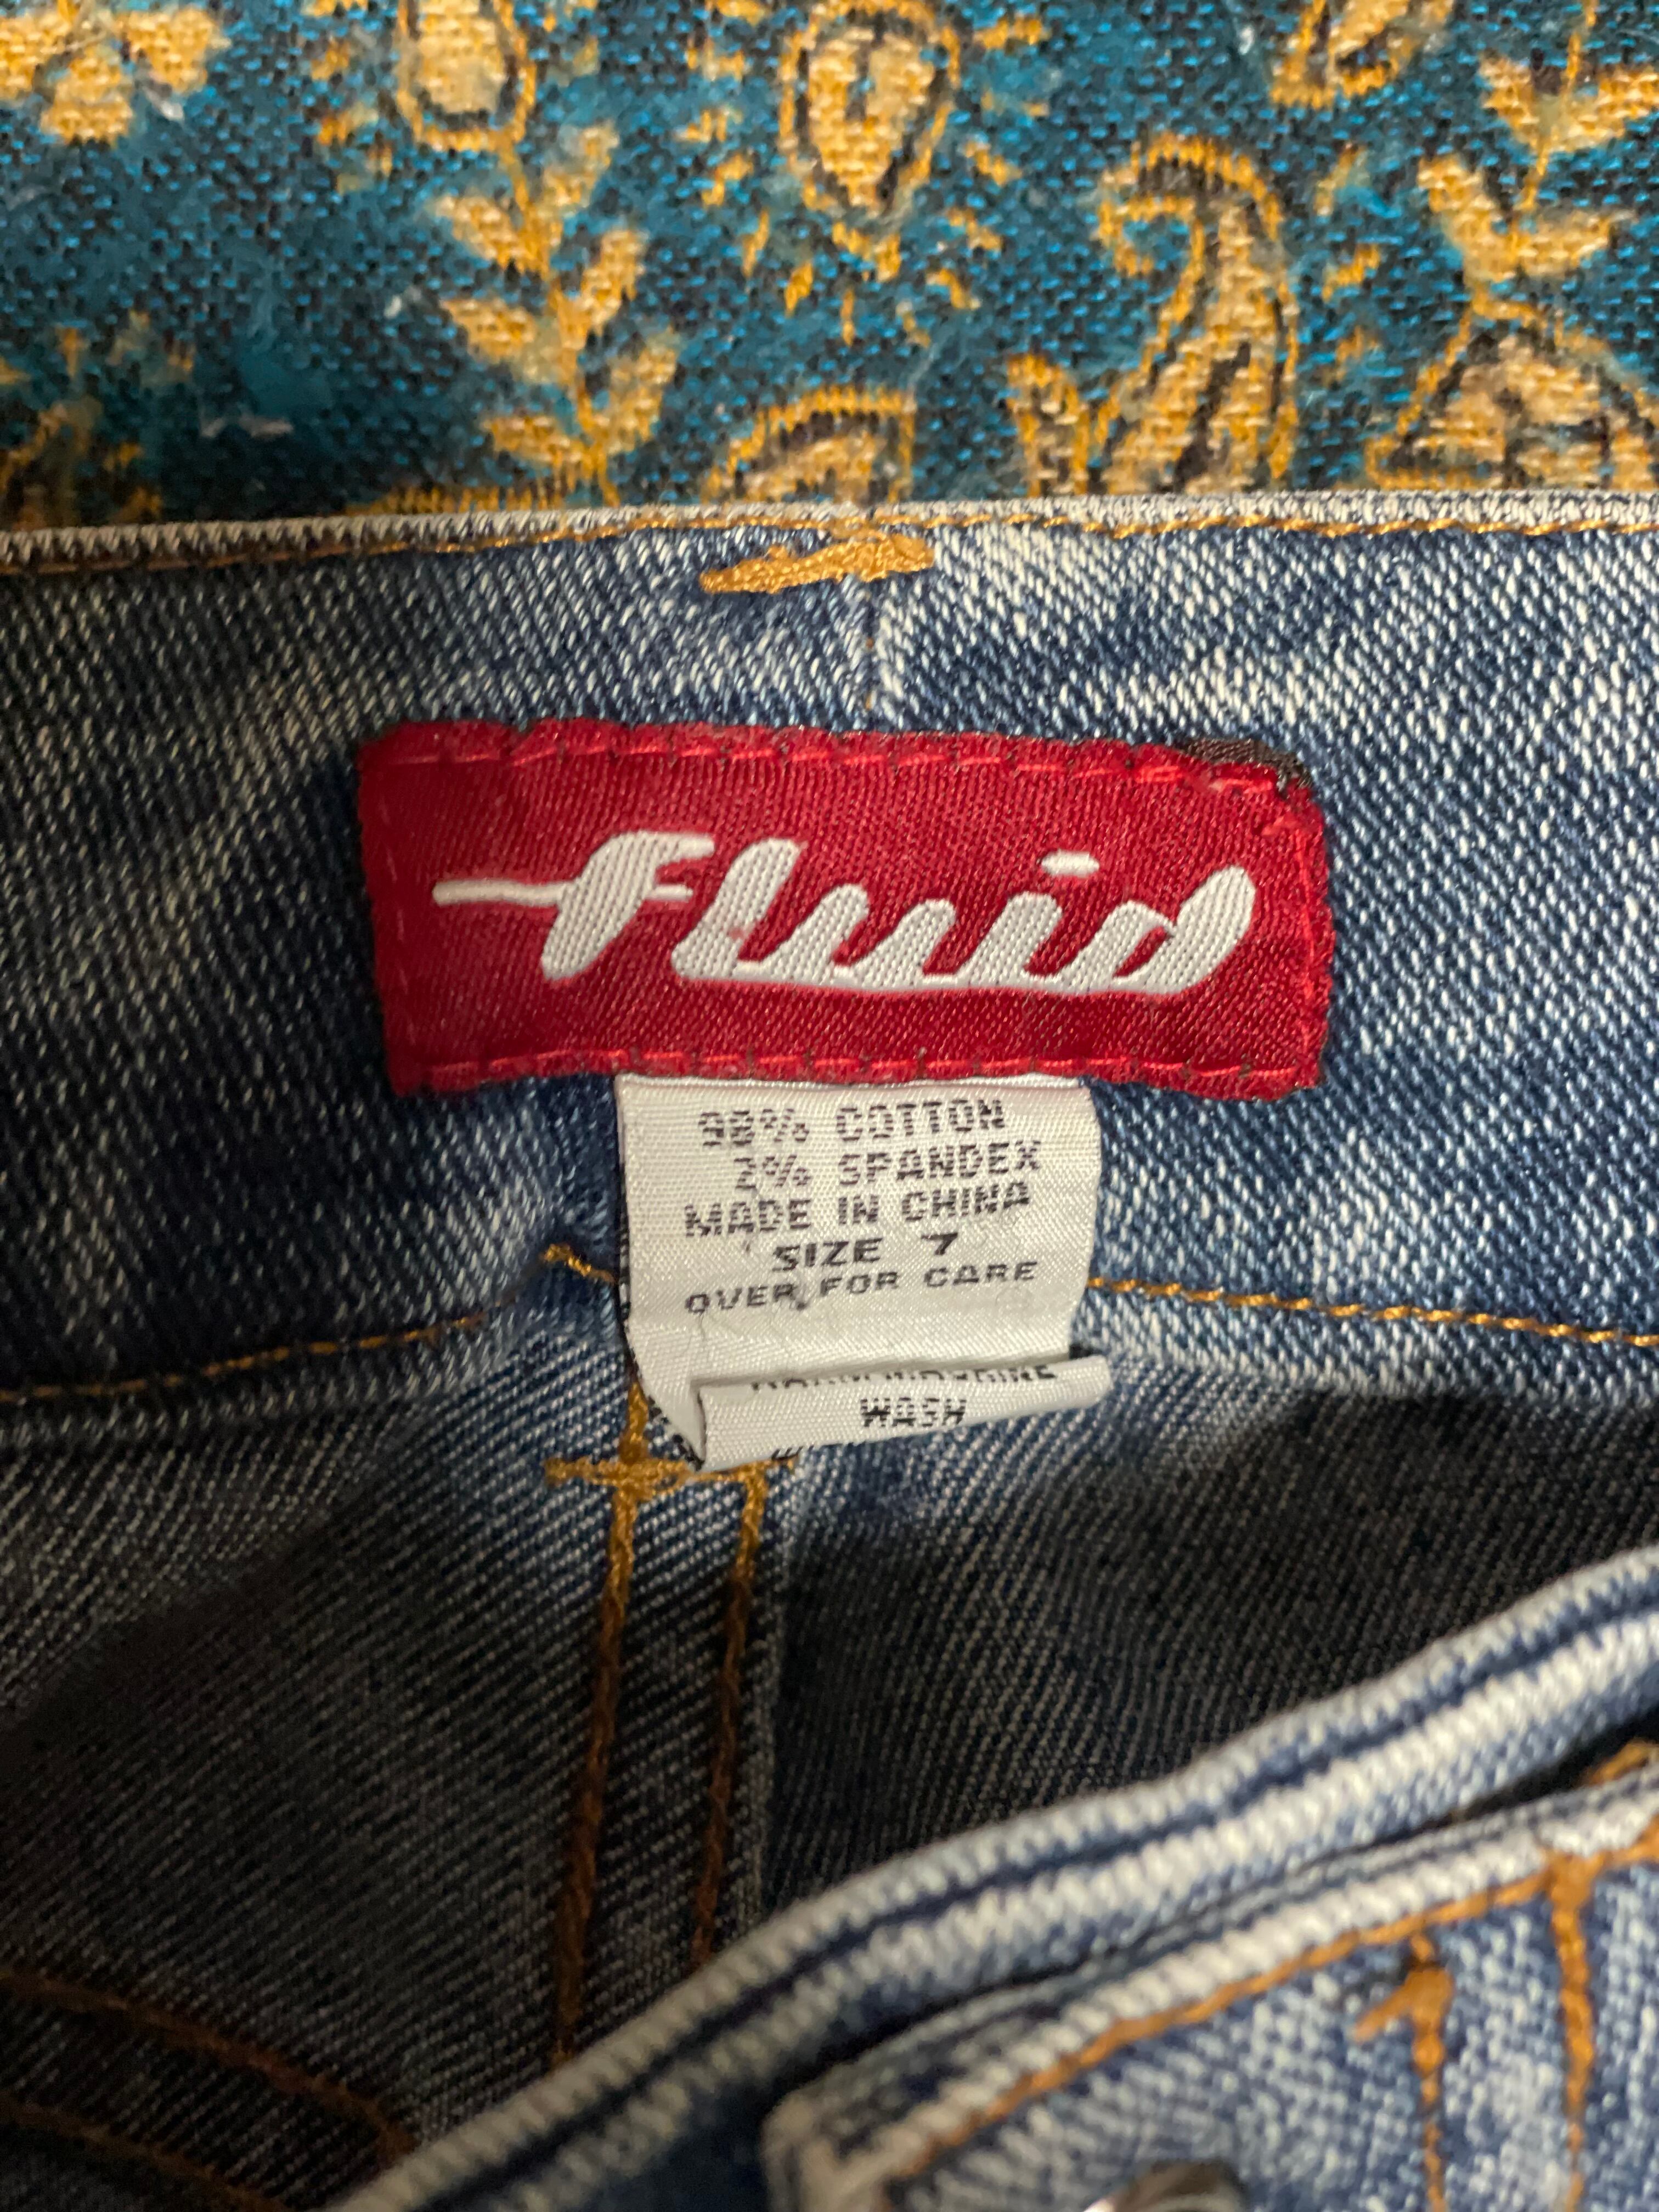 Fluid
98% COTTON
2% SPANDEX
MADE IN CHINA
SIZE 7
OVER FOR CARE
WASH